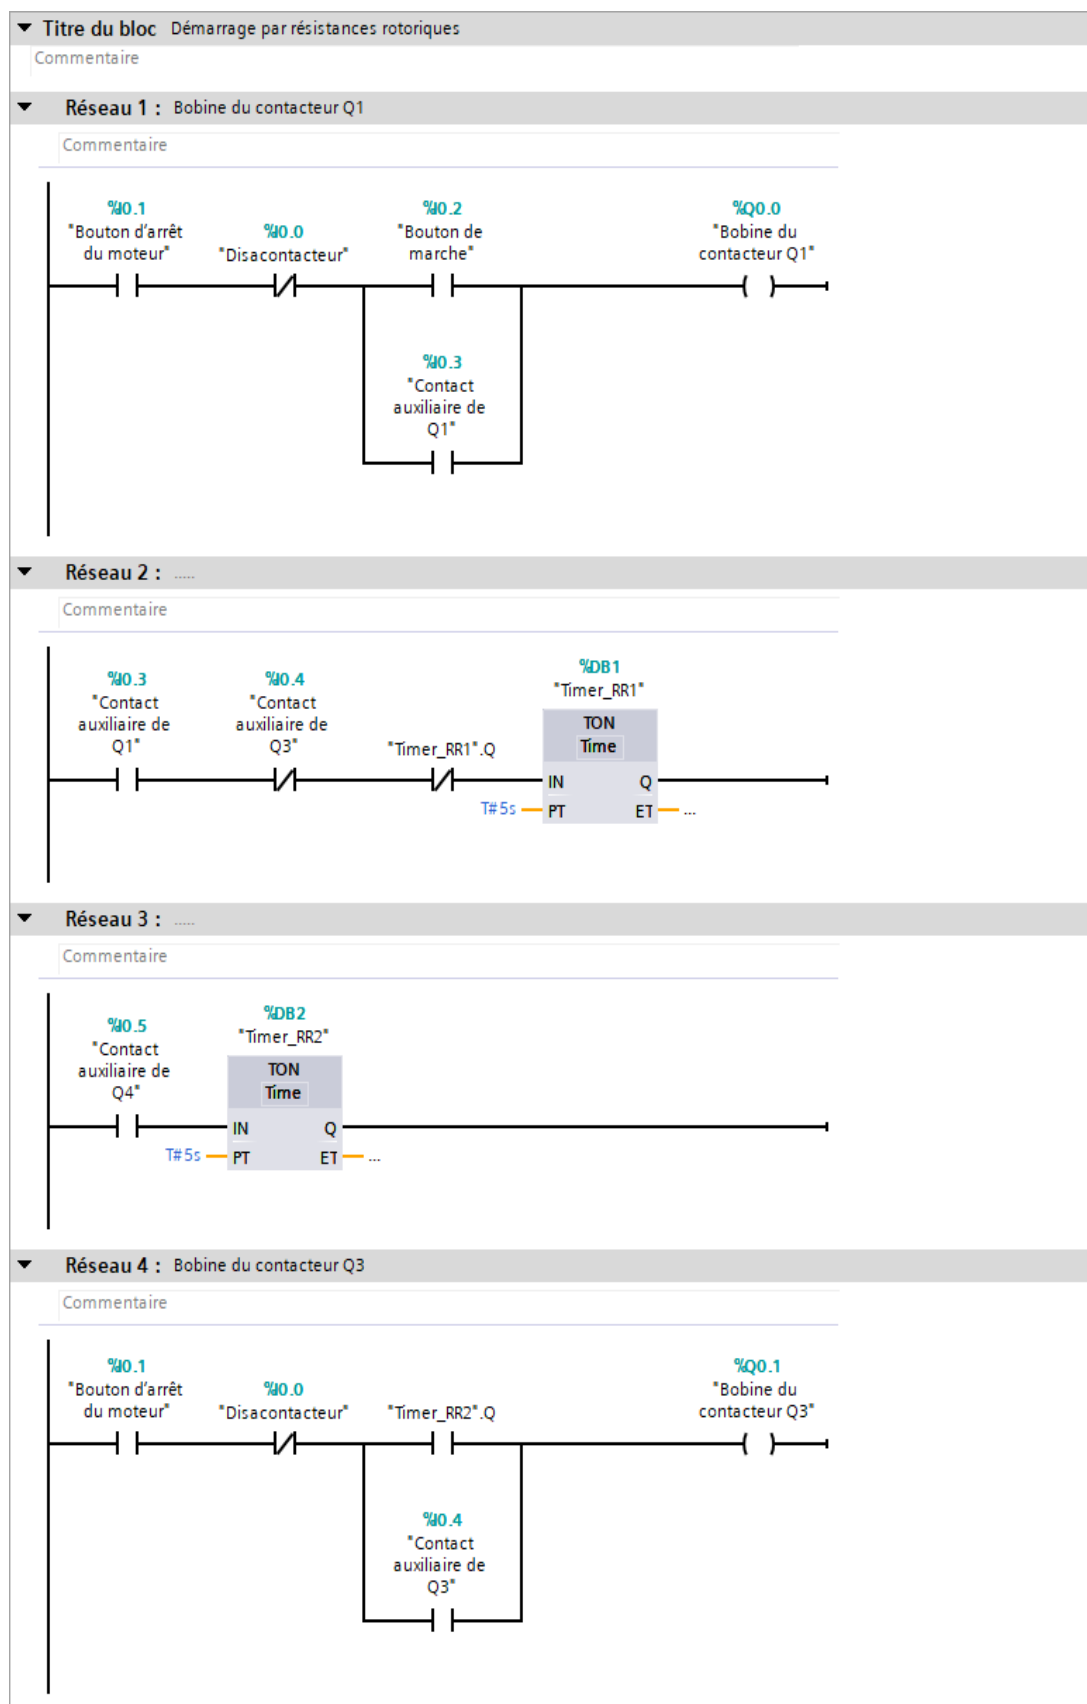 Titre du bloc Démarrage par résistances rotoriques
Commentaire
Réseau 1 : Bobine du contacteur Q1
Commentaire
%I0.1
"Bouton d'arrêt
du moteur"
%I0.0
"Disacontacteur"
%I0.2
"Bouton de
marche"
%Q0.0
"Bobine du
contacteur Q1"
%I0.3
"Contact
auxiliaire de
Q1"
Réseau 2 : .....
Commentaire
%I0.3
"Contact
auxiliaire de
Q1"
%I0.4
"Contact
auxiliaire de
Q3"
"Timer_RR1".Q
%DB1
"Timer_RR1"
TON
Time
IN Q
T#5s PT ET ...
Réseau 3 : .....
Commentaire
%I0.5
"Contact
auxiliaire de
Q4"
%DB2
"Timer_RR2"
TON
Time
IN Q
T#5s PT ET ...
Réseau 4 : Bobine du contacteur Q3
Commentaire
%I0.1
"Bouton d'arrêt
du moteur"
%I0.0
"Disacontacteur"
"Timer_RR2".Q
%Q0.1
"Bobine du
contacteur Q3"
%I0.4
"Contact
auxiliaire de
Q3"